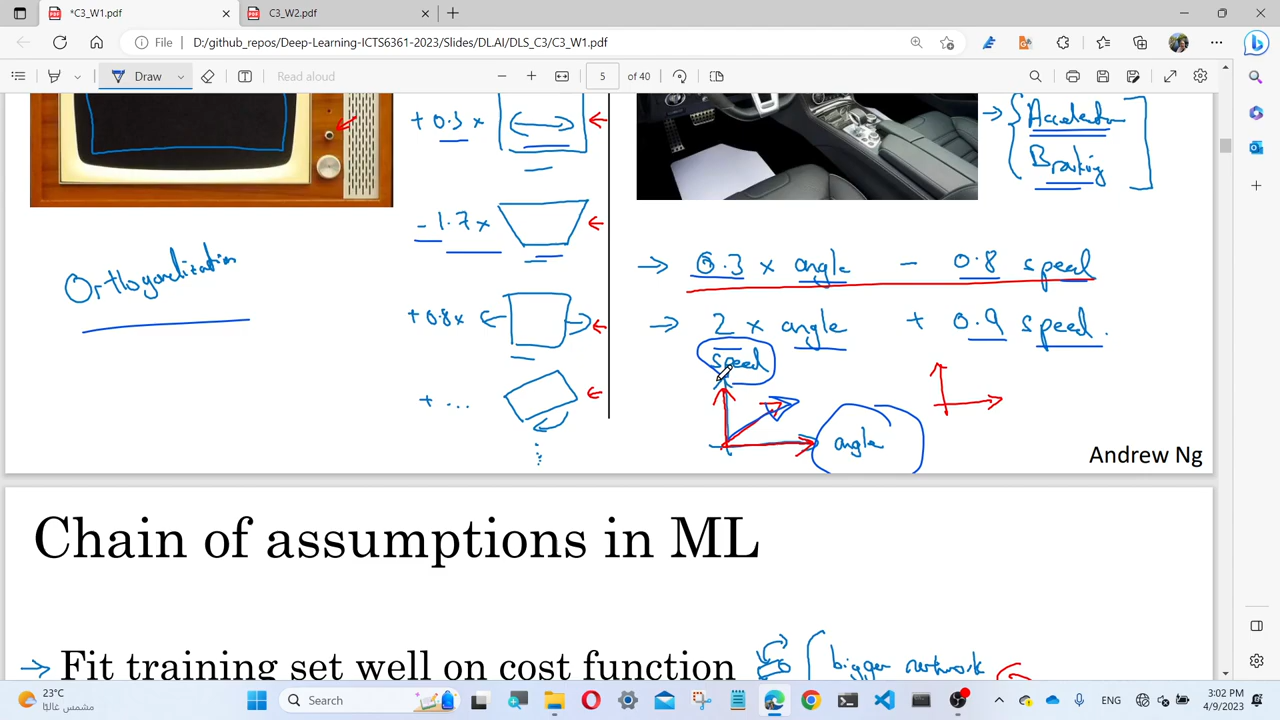 *C3_W1.pdf
C3_W2.pdf
File
D:/github_repos/Deep-Learning-ICTS6361-2023/Slides/DL.AI/DLS_C3/C3_W1.pdf
Draw
Read aloud
5
of 40
+ 0.3 x
- 1.7 x
+ 0.8 x
+ ...
Orthogonalization
→ { Acceleration
Braking
→ 0.3 x angle - 0.8 speed
→ 2 x angle + 0.9 speed.
speed
angle
Andrew Ng
Chain of assumptions in ML
→ Fit training set well on cost function
bigger network
23°C
مشمس غالبًا
Search
ENG
3:02 PM
4/9/2023